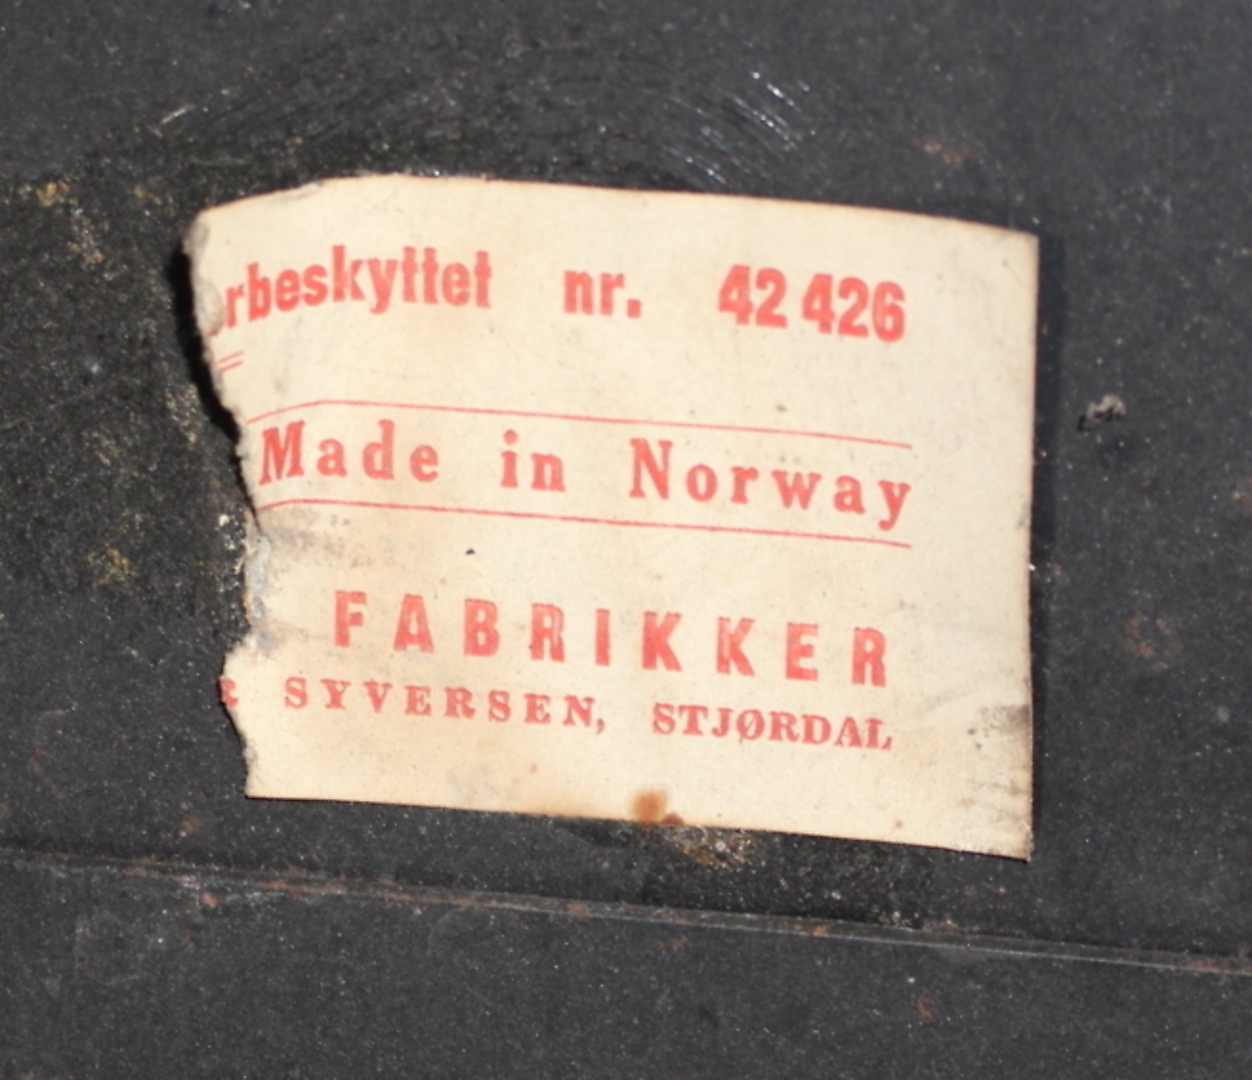 rbeskyttet nr. 42 426
Made in Norway
FABRIKKER
SYVERSEN, STJØRDAL